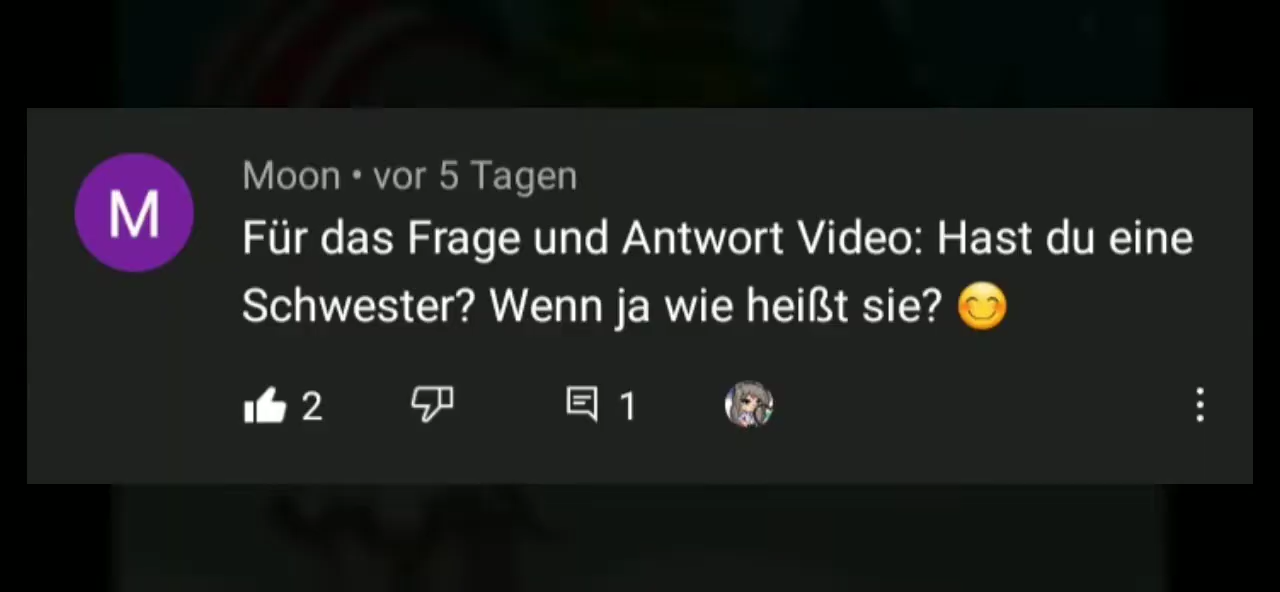 M
Moon • vor 5 Tagen
Für das Frage und Antwort Video: Hast du eine
Schwester? Wenn ja wie heißt sie? 😊
2 1